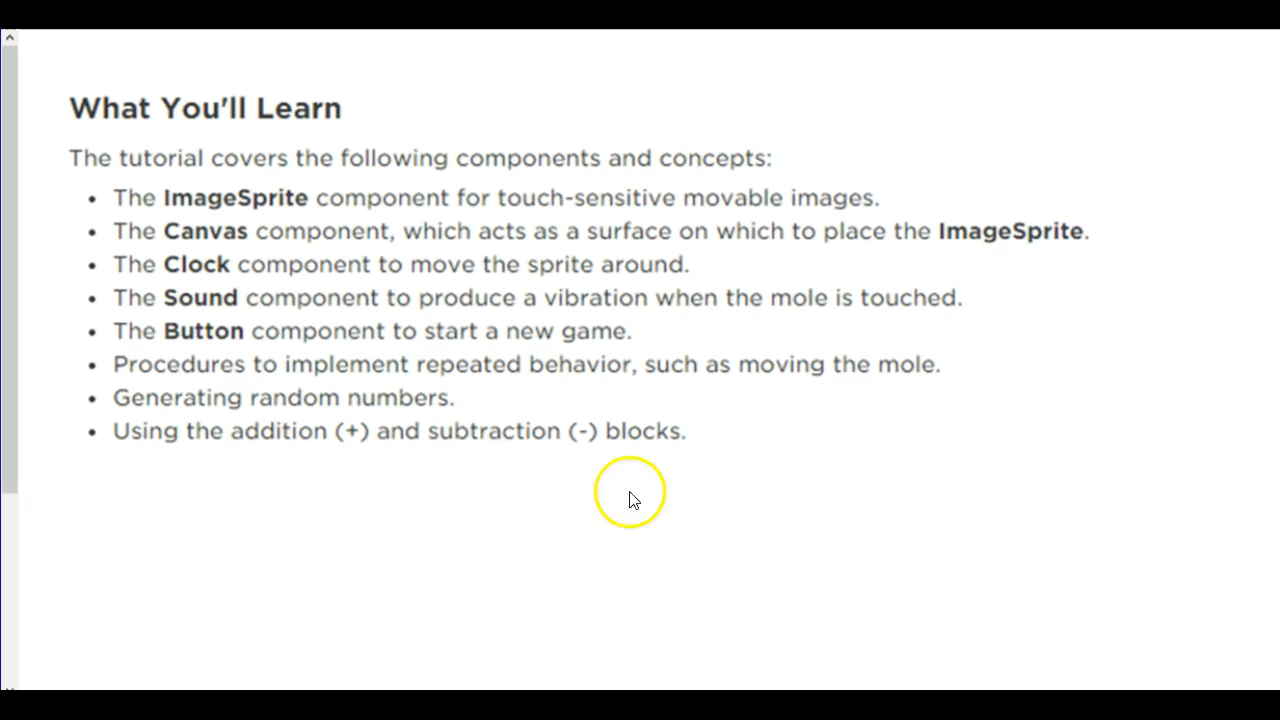 What You'll Learn
The tutorial covers the following components and concepts:
• The ImageSprite component for touch-sensitive movable images.
• The Canvas component, which acts as a surface on which to place the ImageSprite.
• The Clock component to move the sprite around.
• The Sound component to produce a vibration when the mole is touched.
• The Button component to start a new game.
• Procedures to implement repeated behavior, such as moving the mole.
• Generating random numbers.
• Using the addition (+) and subtraction (-) blocks.